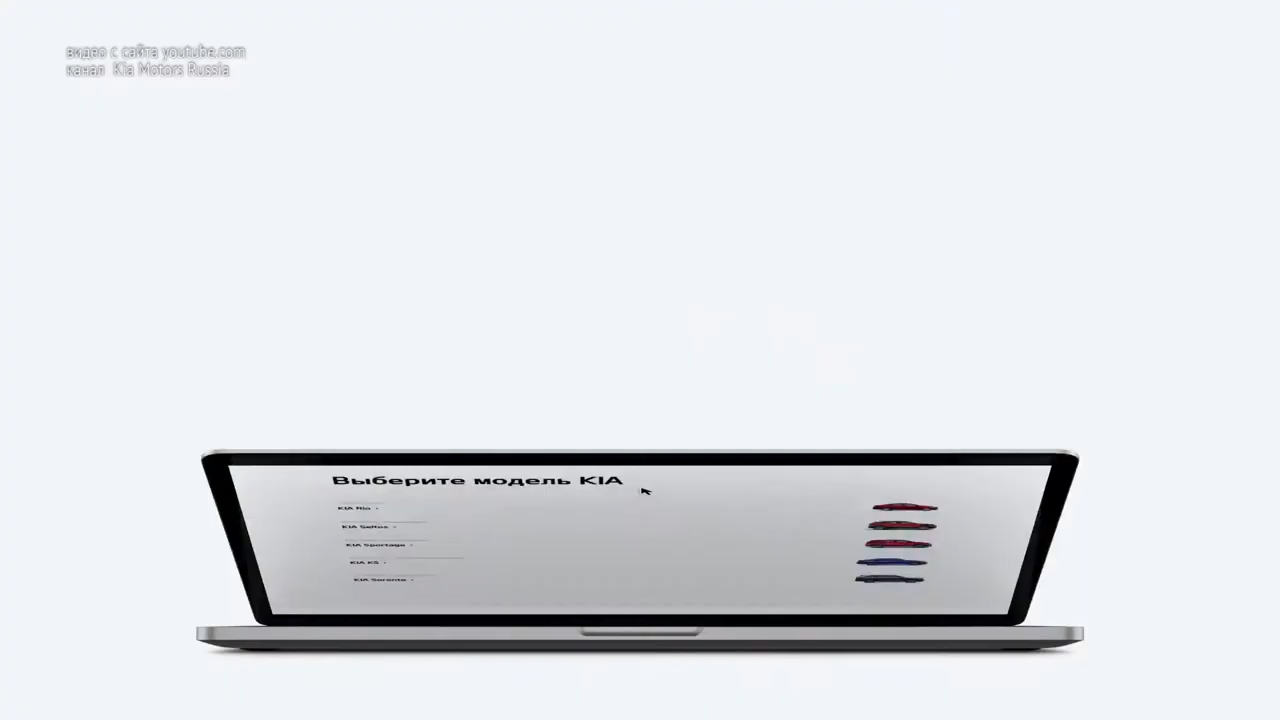 видео с сайта youtube.com
канал Kia Motors Russia
Выберите модель KIA
KIA Rio
KIA Seltos
KIA Sportage
KIA K5
KIA Sorento